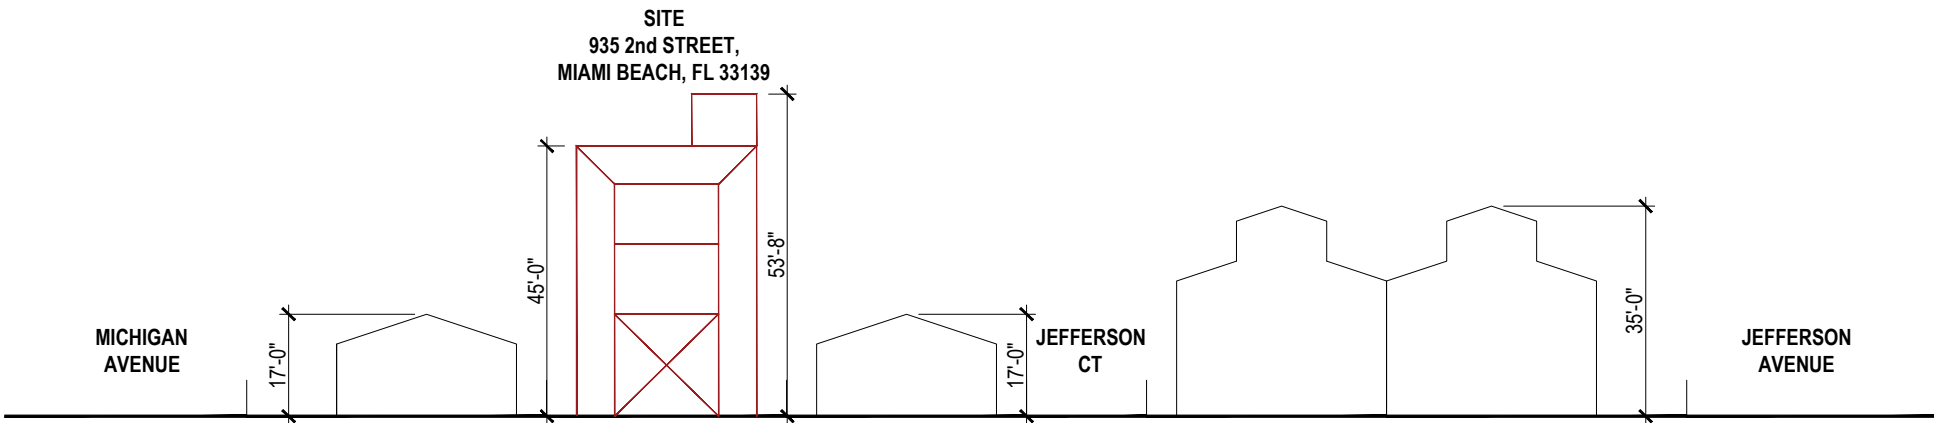 SITE
935 2nd STREET,
MIAMI BEACH, FL 33139
45'-0"
53'-8"
MICHIGAN
AVENUE
17'-0"
17'-0"
JEFFERSON
CT
35'-0"
JEFFERSON
AVENUE